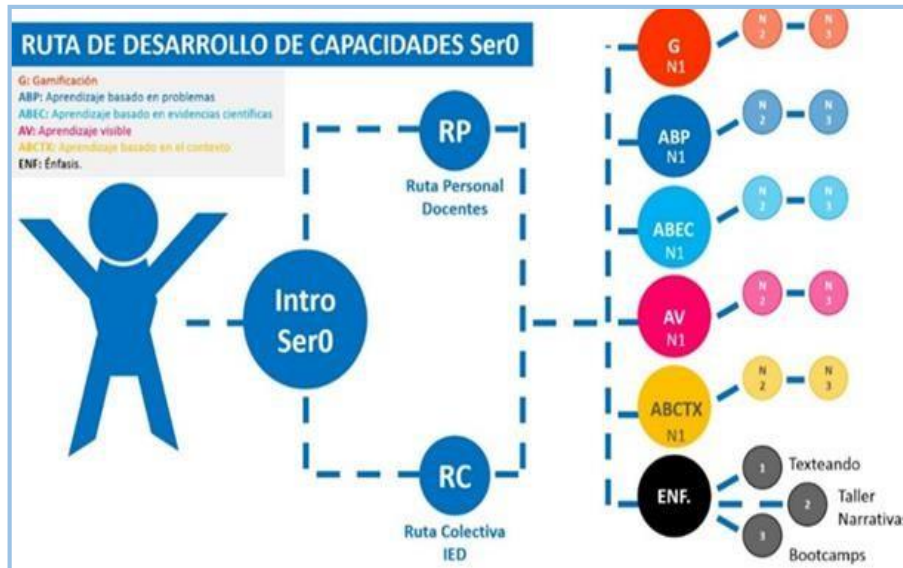 RUTA DE DESARROLLO DE CAPACIDADES Ser0
G: Gamificación
ABP: Aprendizaje basado en problemas
ABEC: Aprendizaje basado en evidencias científicas
AV: Aprendizaje visible
ABCTX: Aprendizaje basado en el contexto
ENF: Énfasis.
Intro
Ser0
RP
Ruta Personal
Docentes
RC
Ruta Colectiva
IED
G
N1
N
2
N
3
ABP
N1
N
2
N
3
ABEC
N1
N
2
N
3
AV
N1
N
2
N
3
ABCTX
N1
N
2
N
3
ENF.
1
Texteando
2
Taller
Narrativas
3
Bootcamps